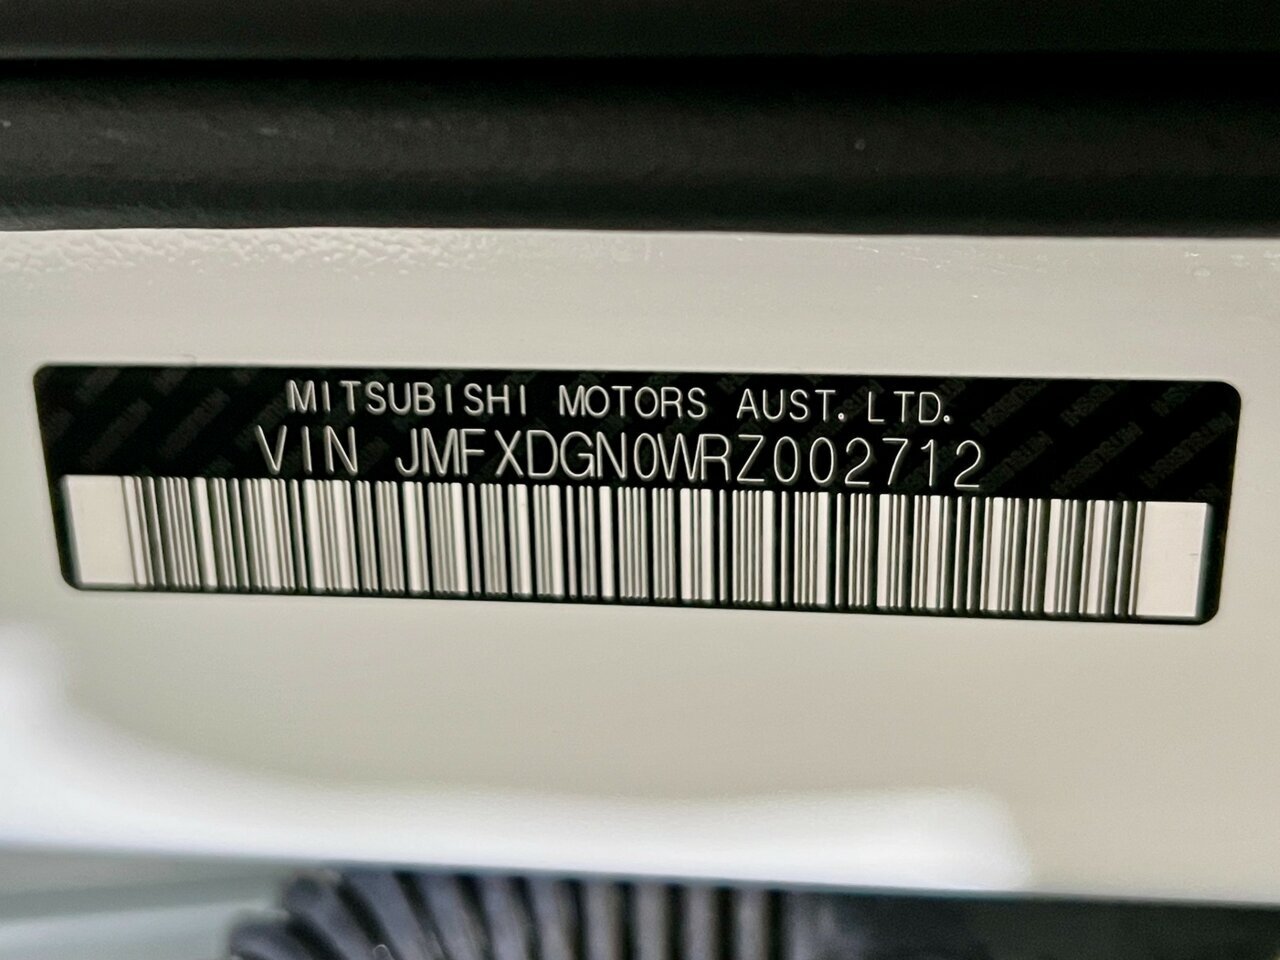 MITSUBISHI MOTORS AUST. LTD.
VIN JMFXDGN0WRZ002712